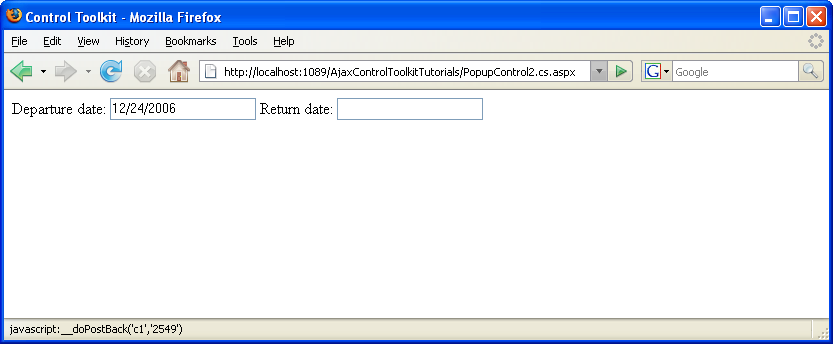 Control Toolkit - Mozilla Firefox
File Edit View History Bookmarks Tools Help
http://localhost:1089/AjaxControlToolkitTutorials/PopupControl2.cs.aspx G Google
Departure date: 12/24/2006 Return date:
javascript:__doPostBack('c1','2549')